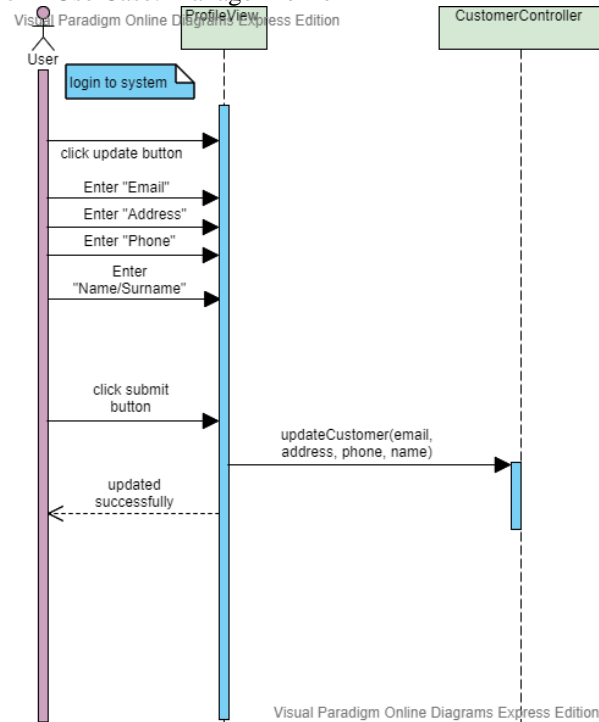 Visual Paradigm Online Diagrams Express Edition
ProfileView
CustomerController
User
login to system
click update button
Enter "Email"
Enter "Address"
Enter "Phone"
Enter
"Name/Surname"
click submit
button
updateCustomer(email,
address, phone, name)
updated
successfully
Visual Paradigm Online Diagrams Express Edition